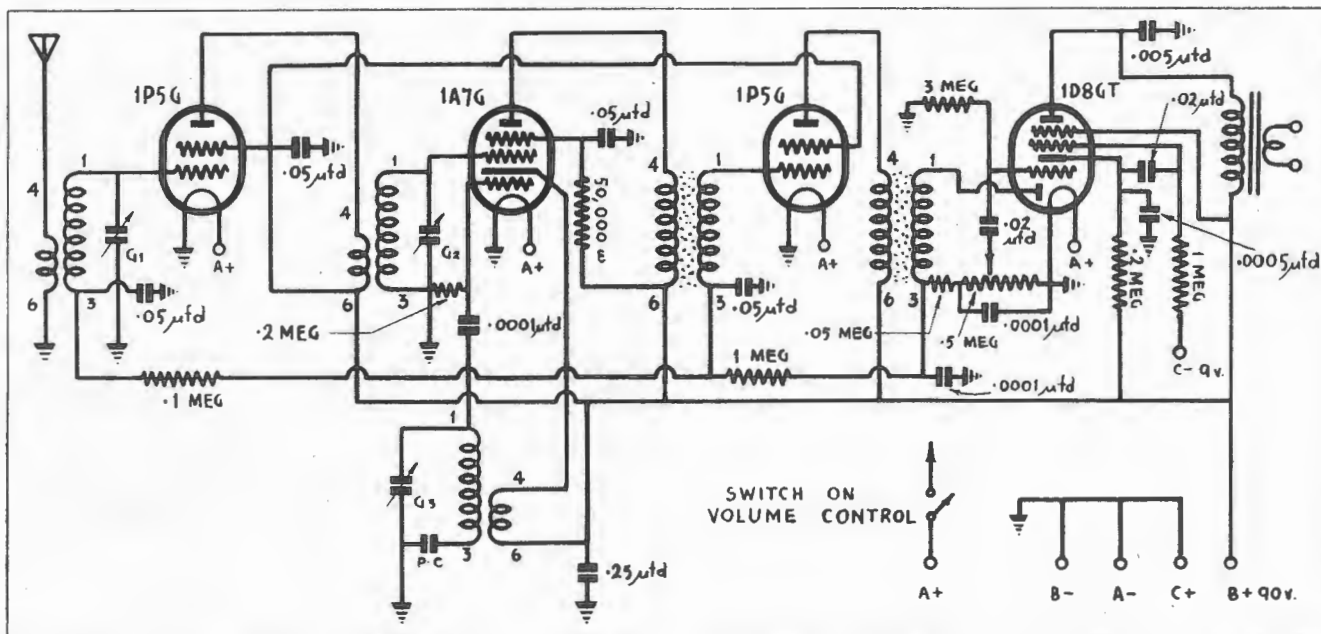 .005µfd
3 MEG
1D8GT
1P5G
1A7G
1P5G
.02µfd
.05µfd
.05µfd
1
4
1
4
4
4
1
1
50,000 ω
.02
µfd
G1
A+
G2
A+
A+
A+
.0005µfd
6
3
.05µfd
6
3
.2 MEG
.0001µfd
6
3
.05µfd
6
3
.05 MEG
.5 MEG
.0001µfd
.2 MEG
1 MEG
C- 9v.
.1 MEG
1 MEG
.0001µfd
1
4
G3
P.C
3
6
.25µfd
SWITCH ON
VOLUME CONTROL
A+
B-
A-
C+
B+ 90v.